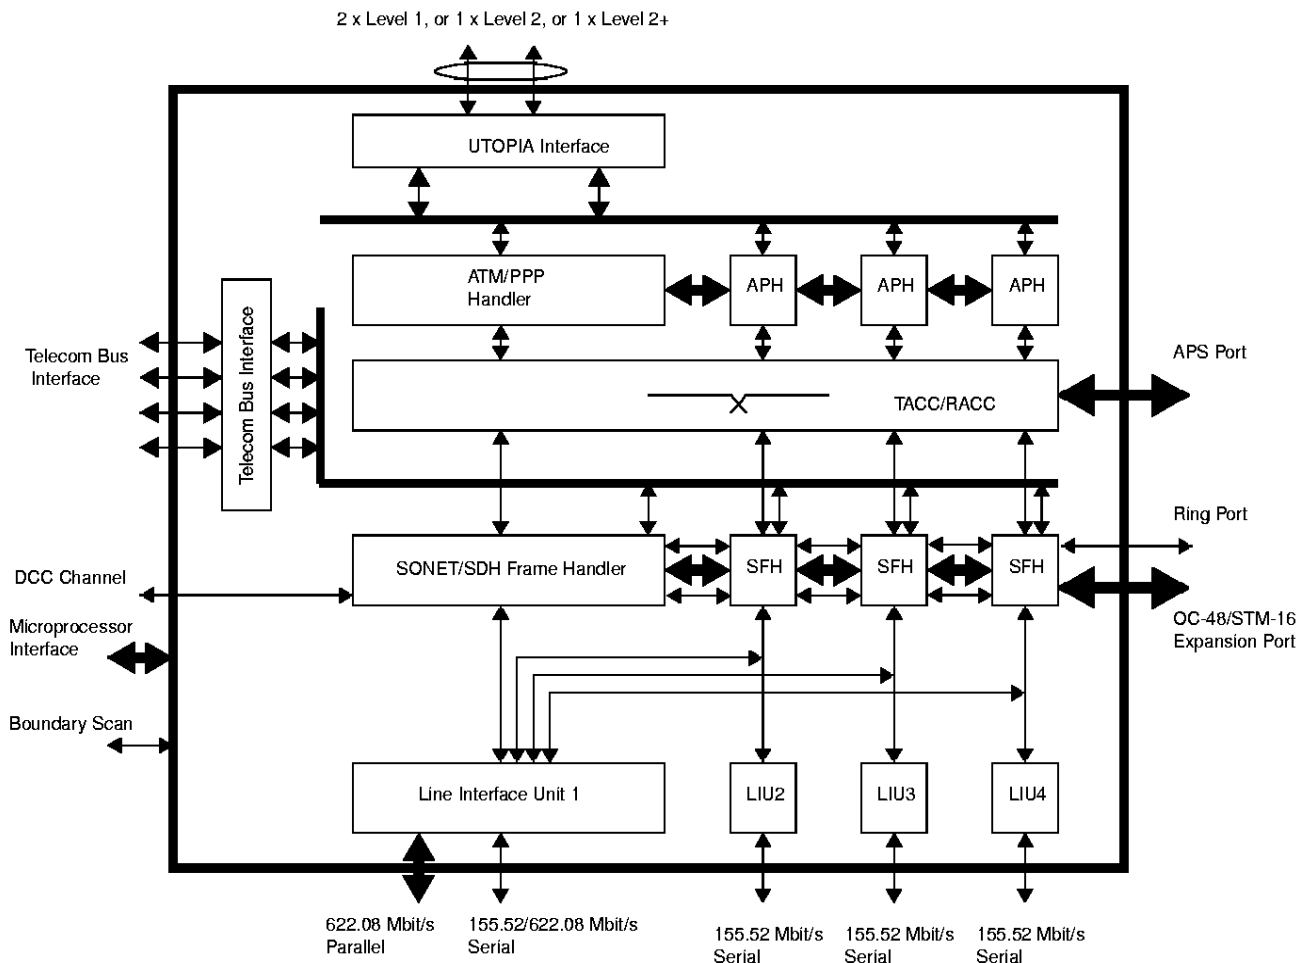 2 x Level 1, or 1 x Level 2, or 1 x Level 2+
UTOPIA Interface
ATM/PPP
Handler
APH
APH
APH
Telecom Bus
Interface
Telecom Bus Interface
TACC/RACC
APS Port
Ring Port
SONET/SDH Frame Handler
SFH
SFH
SFH
DCC Channel
Microprocessor
Interface
OC-48/STM-16
Expansion Port
Boundary Scan
Line Interface Unit 1
LIU2
LIU3
LIU4
622.08 Mbit/s
Parallel
155.52/622.08 Mbit/s
Serial
155.52 Mbit/s
Serial
155.52 Mbit/s
Serial
155.52 Mbit/s
Serial